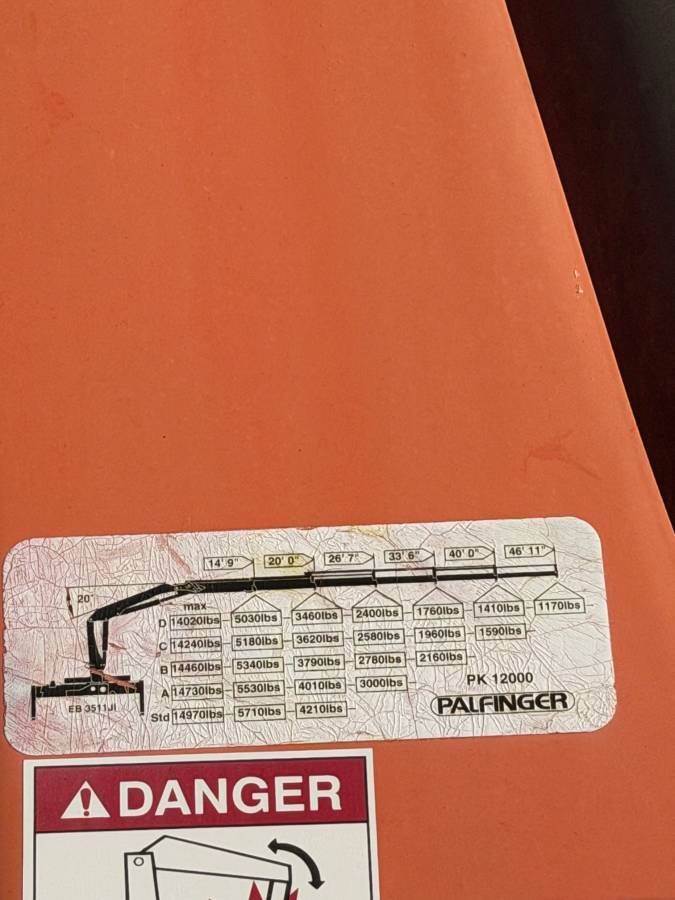 14' 9" 20' 0" 26' 7" 33' 6" 40' 0" 46' 11"
20°
max
D 14020lbs 5030lbs 3460lbs 2400lbs 1760lbs 1410lbs 1170lbs
C 14240lbs 5180lbs 3620lbs 2580lbs 1960lbs 1590lbs
B 14460lbs 5340lbs 3790lbs 2780lbs 2160lbs
A 14730lbs 5530lbs 4010lbs 3000lbs
Std 14970lbs 5710lbs 4210lbs
EB 3511JI
PK 12000
PALFINGER
DANGER